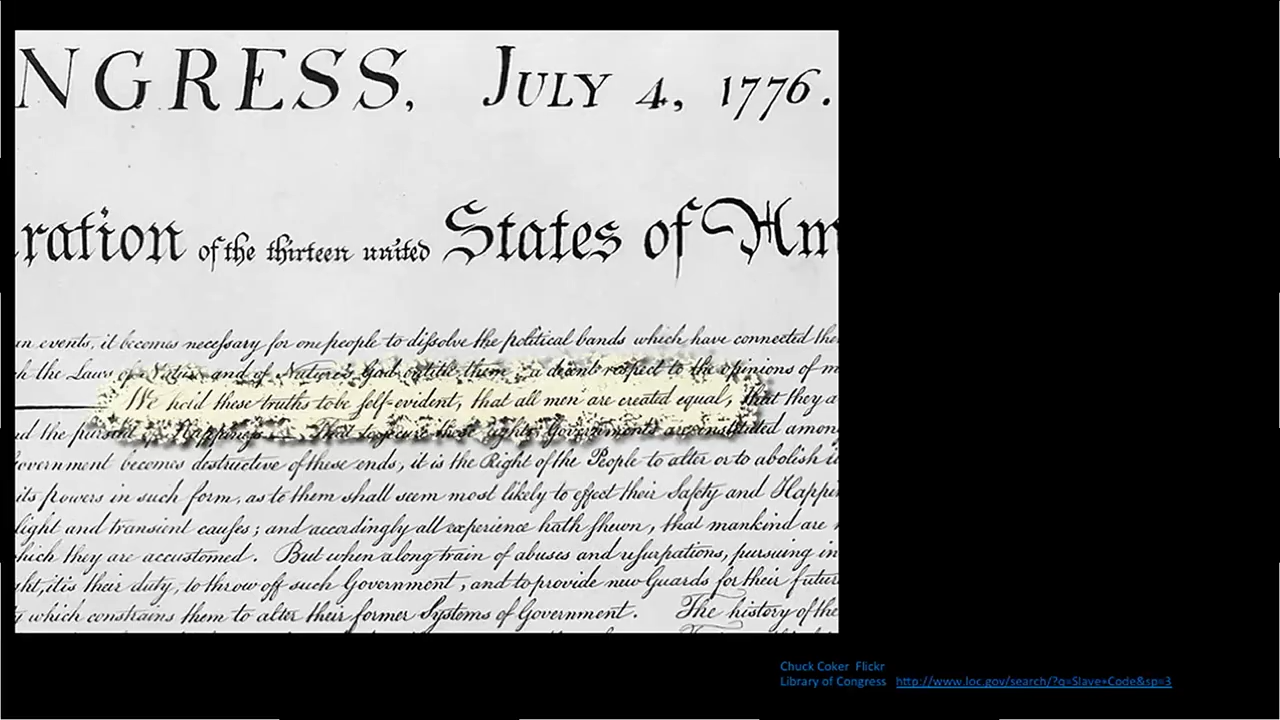 NGRESS, JULY 4, 1776.
ration of the thirteen united States of Am
an events, it becomes necessary for one people to dissolve the political bands which have connected the
h the Laws of Nature and of Nature's God entitle them, a decent respect to the opinions of m
We hold these truths to be self-evident, that all men are created equal, that they a
nd the pursuit of Happiness.— That to secure these rights, Governments are instituted among
overnment becomes destructive of these ends, it is the Right of the People to alter or to abolish it
its powers in such form, as to them shall seem most likely to effect their Safety and Happi
light and transient causes; and accordingly all experience hath shewn, that mankind are
hich they are accustomed. But when a long train of abuses and usurpations, pursuing in
ht, it is their duty, to throw off such Government, and to provide new Guards for their futur
y which constrains them to alter their former Systems of Government. The history of the
Chuck Coker Flickr
Library of Congress http://www.loc.gov/search/?q=Slave+Code&sp=3